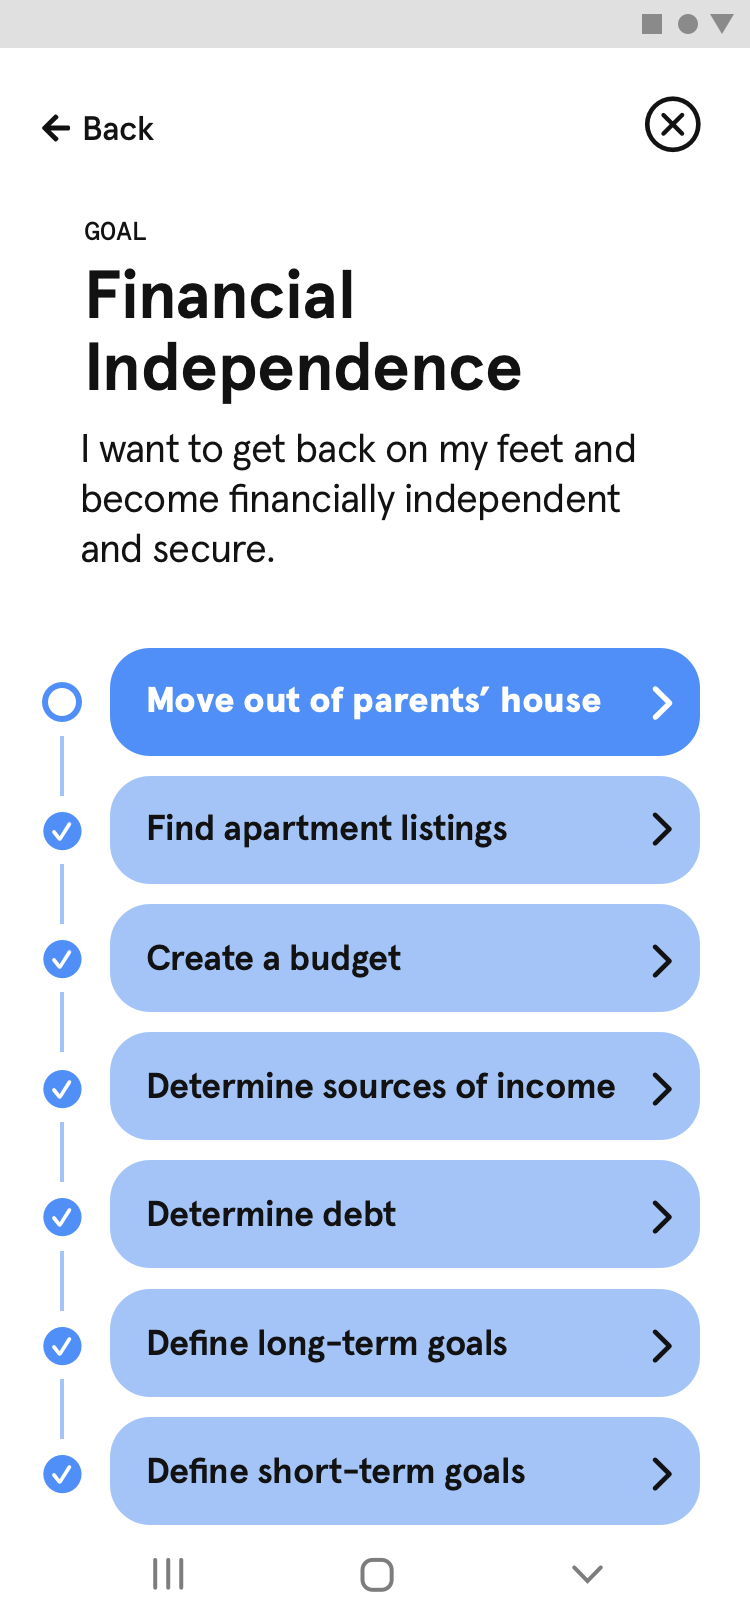 Back
GOAL
Financial
Independence
I want to get back on my feet and
become financially independent
and secure.
Move out of parents’ house
Find apartment listings
Create a budget
Determine sources of income
Determine debt
Define long-term goals
Define short-term goals